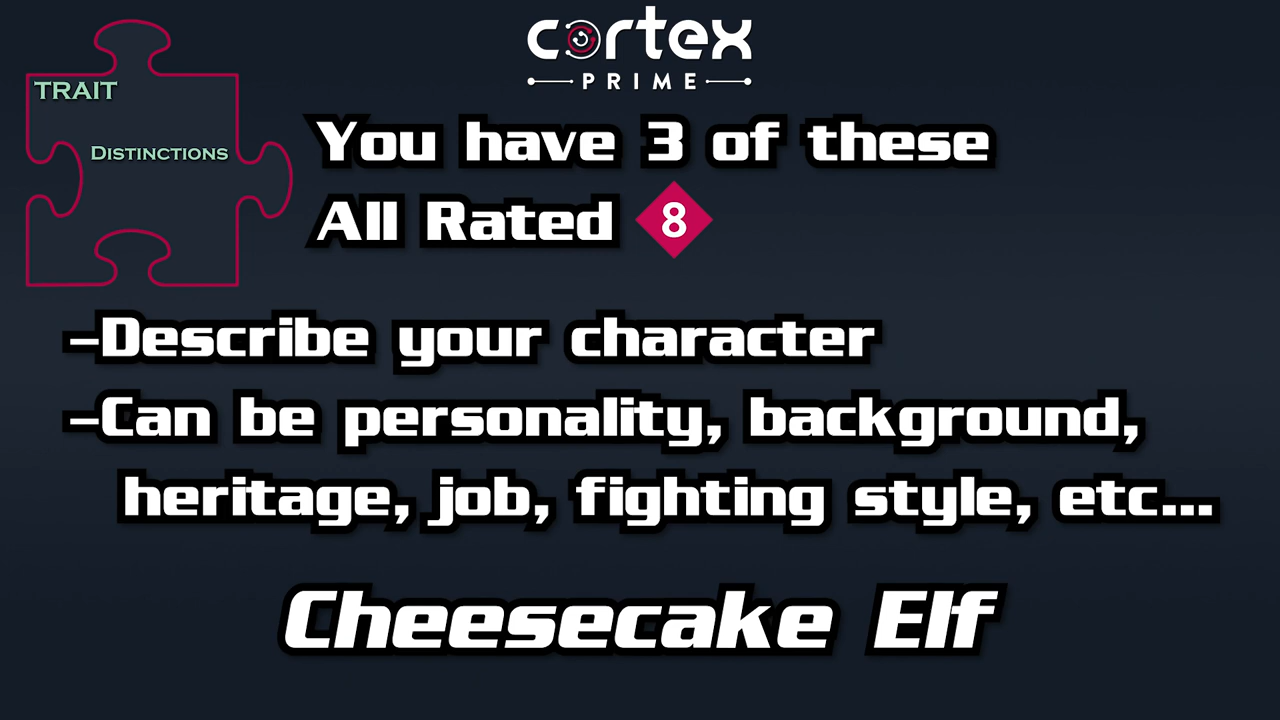 cortex
PRIME
TRAIT
DISTINCTIONS
You have 3 of these
All Rated 8
-Describe your character
-Can be personality, background,
heritage, job, fighting style, etc...
Cheesecake Elf